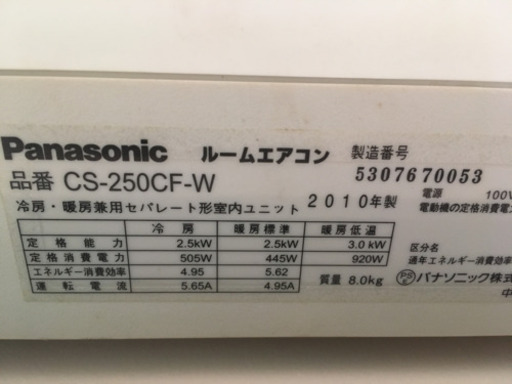 Panasonic ルームエアコン 製造番号
5307670053
品番 CS-250CF-W
電源 100V
冷房・暖房兼用セパレート形室内ユニット 2010年製
電動機の定格消費電力
冷房 暖房標準 暖房低温
定格能力 2.5kW 2.5kW 3.0kW
区分名
定格消費電力 505W 445W 920W
通年エネルギー消費効率
エネルギー消費効率 4.95 5.62
運転電流 5.65A 4.95A
質量 8.0kg
PS E パナソニック株式
中